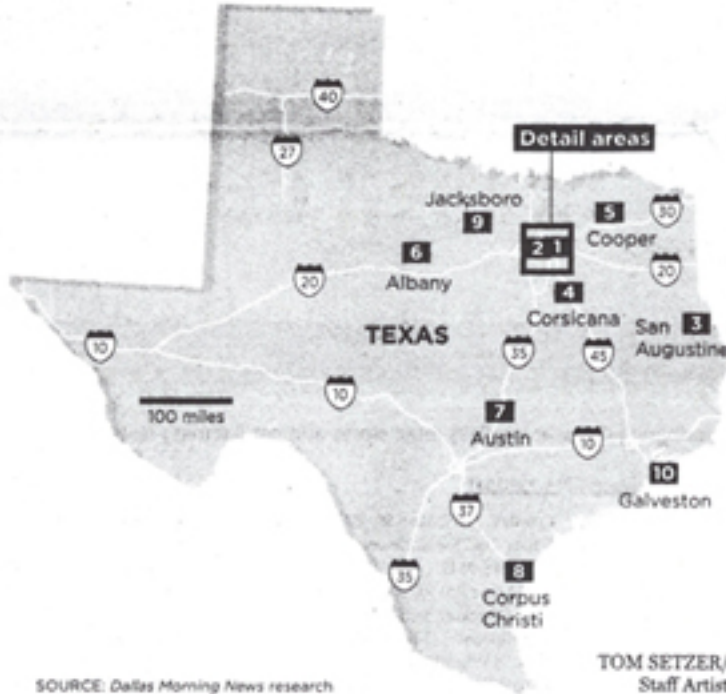 40
27
Detail areas
Jacksboro
9
5
30
Cooper
2 1
6
Albany
20
20
4
Corsicana
San
Augustine
3
TEXAS
10
35
45
100 miles
10
7
Austin
10
10
Galveston
37
35
8
Corpus
Christi
TOM SETZER/
Staff Artist
SOURCE: Dallas Morning News research